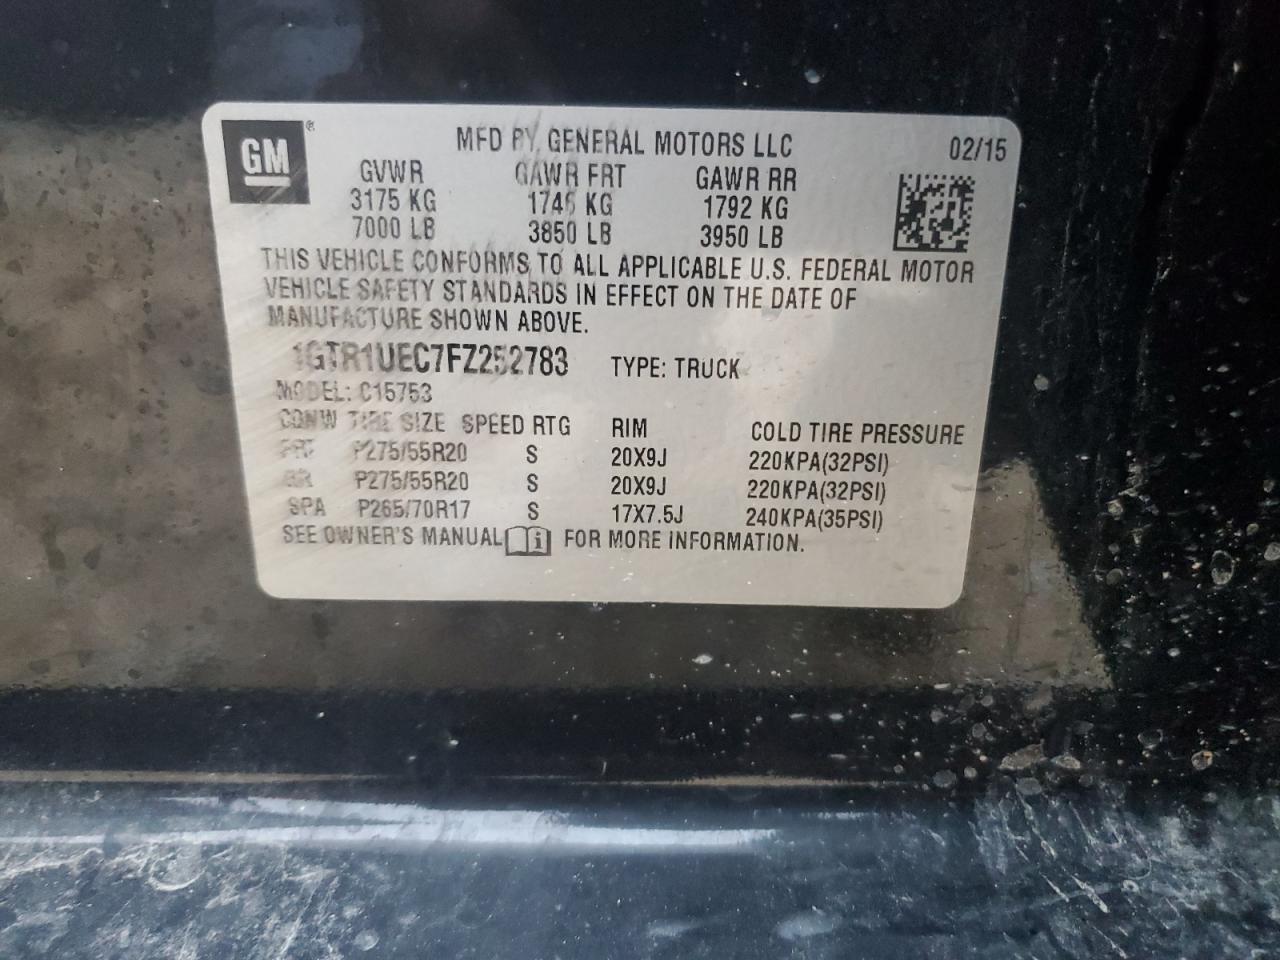 GM®
MFD BY GENERAL MOTORS LLC 02/15
GVWR GAWR FRT GAWR RR
3175 KG 1746 KG 1792 KG
7000 LB 3850 LB 3950 LB
THIS VEHICLE CONFORMS TO ALL APPLICABLE U.S. FEDERAL MOTOR
VEHICLE SAFETY STANDARDS IN EFFECT ON THE DATE OF
MANUFACTURE SHOWN ABOVE.
1GTR1UEC7FZ252783 TYPE: TRUCK
MODEL: C15753
TIRE SIZE SPEED RTG RIM COLD TIRE PRESSURE
FRT P275/55R20 S 20X9J 220KPA(32PSI)
RR P275/55R20 S 20X9J 220KPA(32PSI)
SPA P265/70R17 S 17X7.5J 240KPA(35PSI)
SEE OWNER'S MANUAL i FOR MORE INFORMATION.